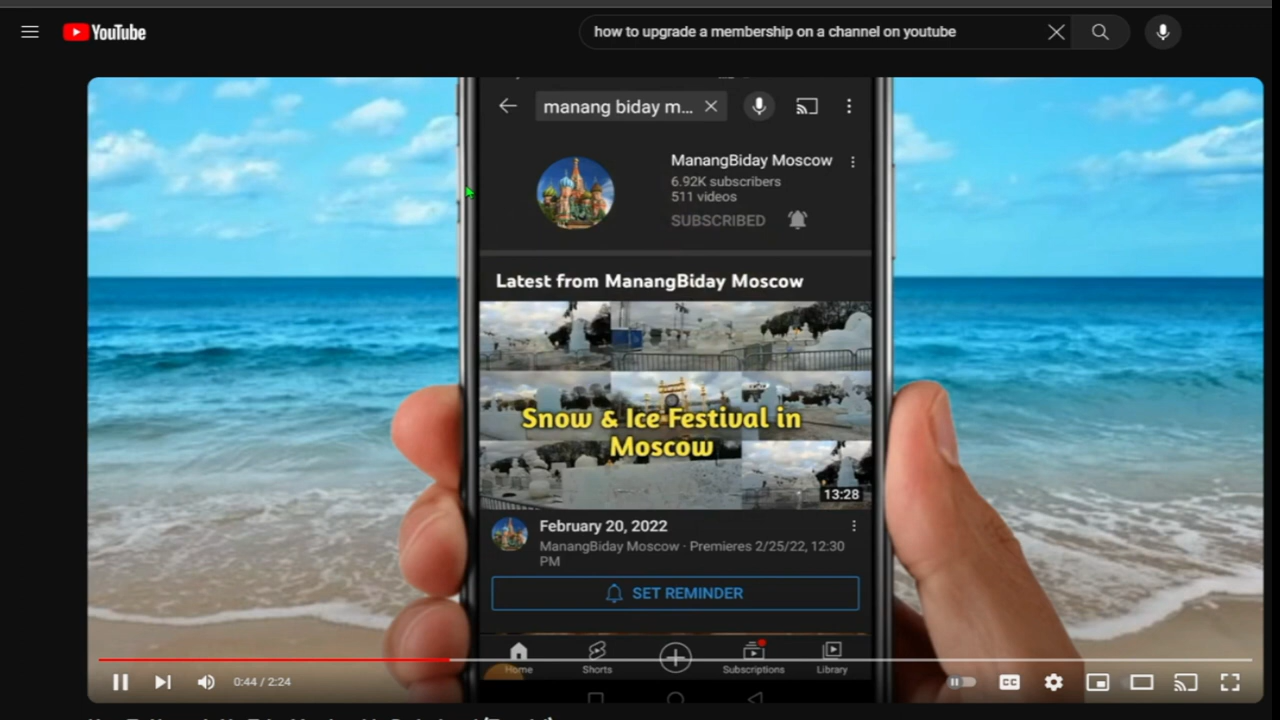 YouTube
how to upgrade a membership on a channel on youtube
manang biday m...
ManangBiday Moscow
6.92K subscribers
511 videos
SUBSCRIBED
Latest from ManangBiday Moscow
Snow & Ice Festival in
Moscow
13:28
February 20, 2022
ManangBiday Moscow · Premieres 2/25/22, 12:30
PM
SET REMINDER
Home
Shorts
Subscriptions
Library
0:44 / 2:24
CC